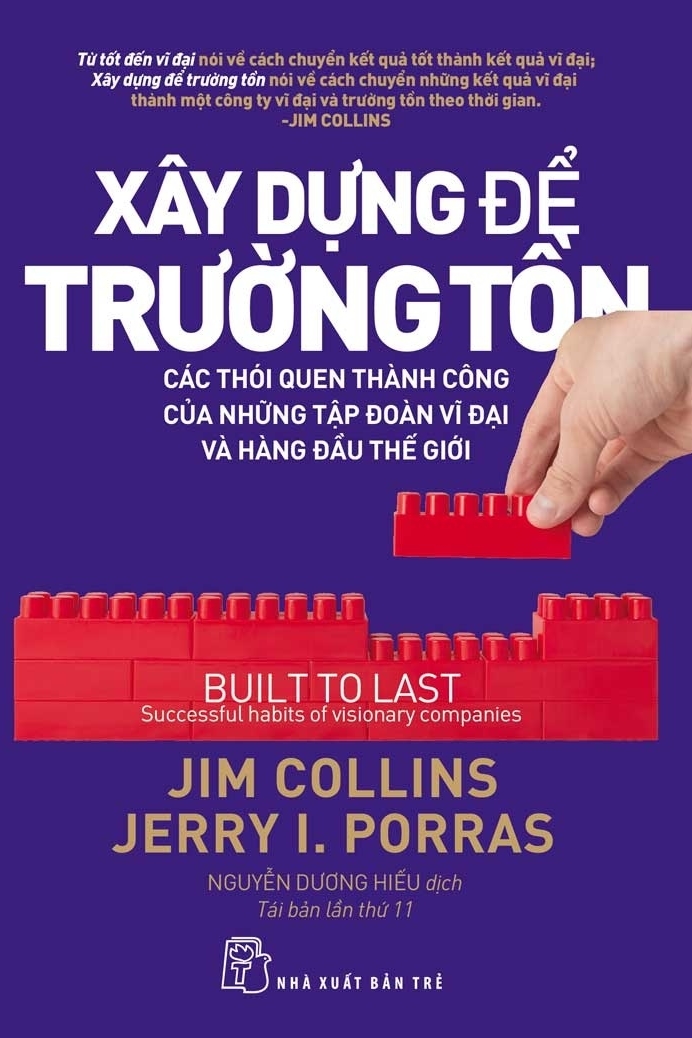 Từ tốt đến vĩ đại nói về cách chuyển kết quả tốt thành kết quả vĩ đại;
Xây dựng để trường tồn nói về cách chuyển những kết quả vĩ đại
thành một công ty vĩ đại và trường tồn theo thời gian.
-JIM COLLINS
XÂY DỰNG ĐỂ
TRƯỜNG TỒN
CÁC THÓI QUEN THÀNH CÔNG
CỦA NHỮNG TẬP ĐOÀN VĨ ĐẠI
VÀ HÀNG ĐẦU THẾ GIỚI
BUILT TO LAST
Successful habits of visionary companies
JIM COLLINS
JERRY I. PORRAS
NGUYỄN DƯƠNG HIẾU dịch
Tái bản lần thứ 11
T
NHÀ XUẤT BẢN TRẺ